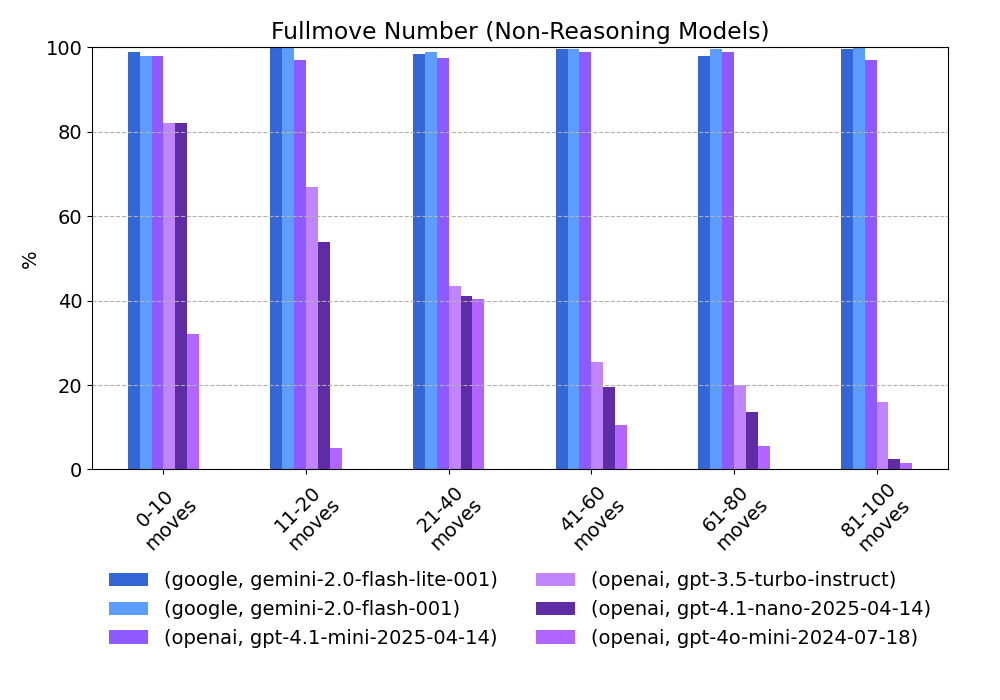 Fullmove Number (Non-Reasoning Models)
100
80
60
40
20
0
%
0-10
moves
11-20
moves
21-40
moves
41-60
moves
61-80
moves
81-100
moves
(google, gemini-2.0-flash-lite-001)
(google, gemini-2.0-flash-001)
(openai, gpt-4.1-mini-2025-04-14)
(openai, gpt-3.5-turbo-instruct)
(openai, gpt-4.1-nano-2025-04-14)
(openai, gpt-4o-mini-2024-07-18)